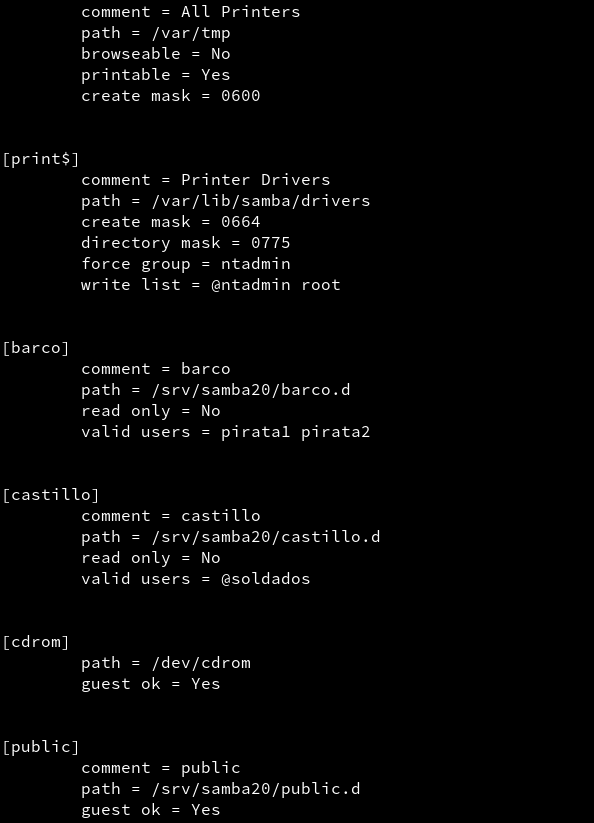 comment = All Printers
path = /var/tmp
browseable = No
printable = Yes
create mask = 0600
[print$]
comment = Printer Drivers
path = /var/lib/samba/drivers
create mask = 0664
directory mask = 0775
force group = ntadmin
write list = @ntadmin root
[barco]
comment = barco
path = /srv/samba20/barco.d
read only = No
valid users = pirata1 pirata2
[castillo]
comment = castillo
path = /srv/samba20/castillo.d
read only = No
valid users = @soldados
[cdrom]
path = /dev/cdrom
guest ok = Yes
[public]
comment = public
path = /srv/samba20/public.d
guest ok = Yes